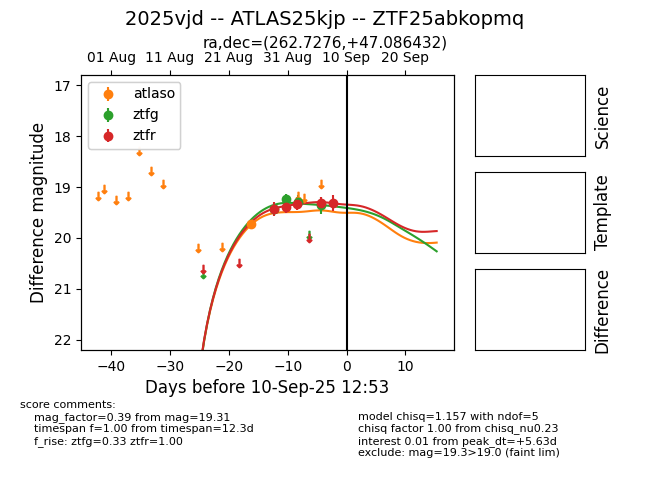 2025vjd -- ATLAS25kjp -- ZTF25abkopmq
ra,dec=(262.7276,+47.086432)
01 Aug 11 Aug 21 Aug 31 Aug 10 Sep 20 Sep
17
18
19
20
21
22
Difference magnitude
atlaso
ztfg
ztfr
−40 −30 −20 −10 0 10
Days before 10-Sep-25 12:53
Science
Template
Difference
score comments:
mag_factor=0.39 from mag=19.31
timespan f=1.00 from timespan=12.3d
f_rise: ztfg=0.33 ztfr=1.00
model chisq=1.157 with ndof=5
chisq factor 1.00 from chisq_nu0.23
interest 0.01 from peak_dt=+5.63d
exclude: mag=19.3>19.0 (faint lim)